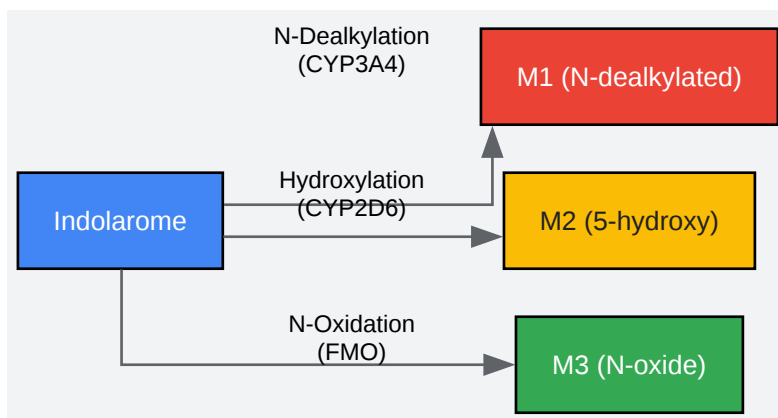 N-Dealkylation
(CYP3A4)
M1 (N-dealkylated)
Hydroxylation
(CYP2D6)
Indolarome
M2 (5-hydroxy)
N-Oxidation
(FMO)
M3 (N-oxide)